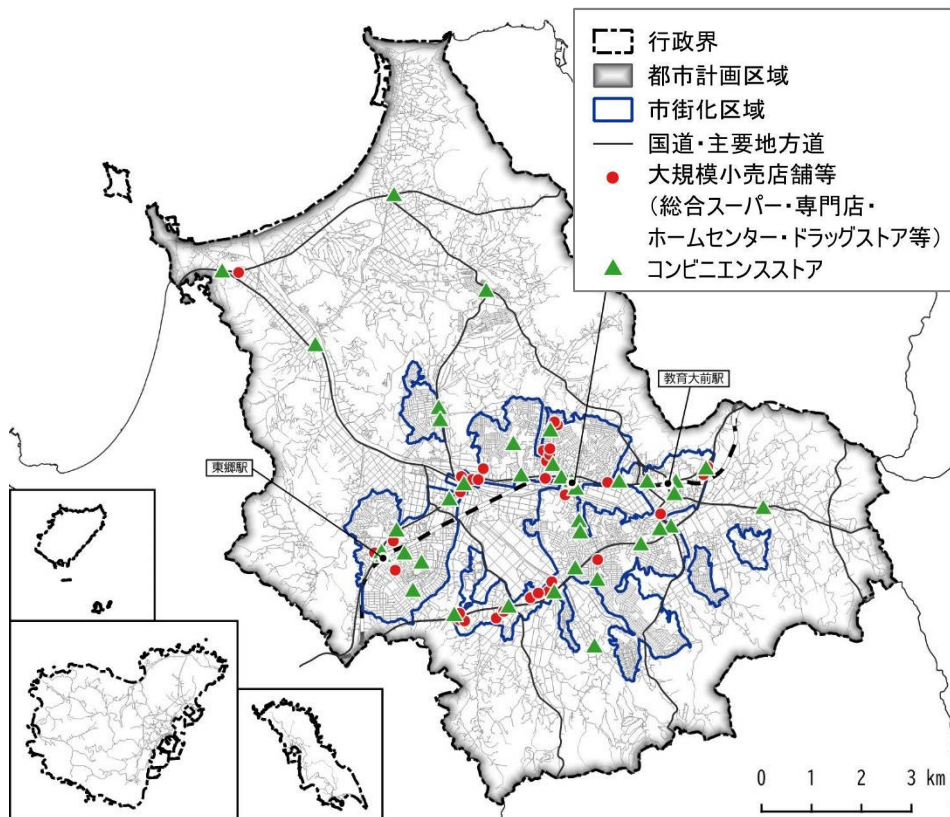 行政界
都市計画区域
市街化区域
国道・主要地方道
大規模小売店舗等
(総合スーパー・専門店・
ホームセンター・ドラッグストア等)
コンビニエンスストア
教育大前駅
東郷駅
0 1 2 3 km